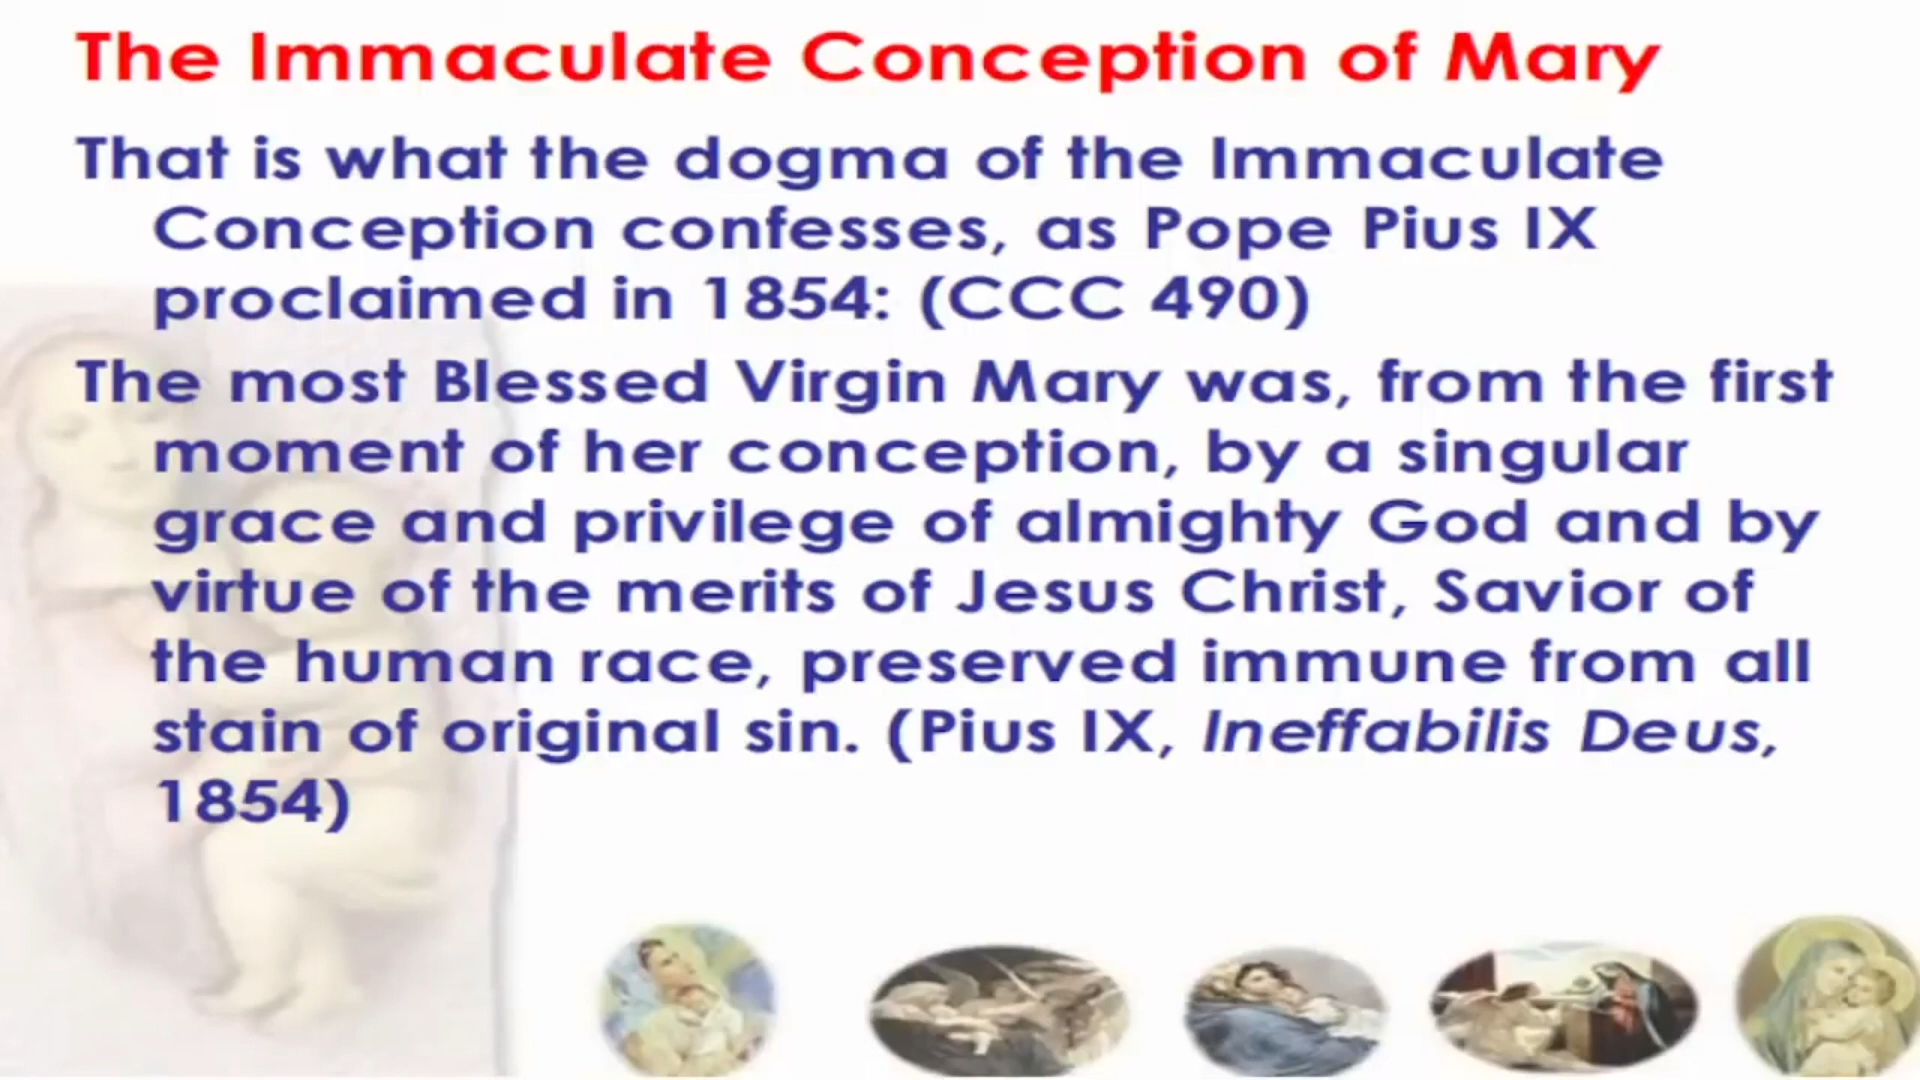 The Immaculate Conception of Mary
That is what the dogma of the Immaculate
Conception confesses, as Pope Pius IX
proclaimed in 1854: (CCC 490)
The most Blessed Virgin Mary was, from the first
moment of her conception, by a singular
grace and privilege of almighty God and by
virtue of the merits of Jesus Christ, Savior of
the human race, preserved immune from all
stain of original sin. (Pius IX, Ineffabilis Deus,
1854)